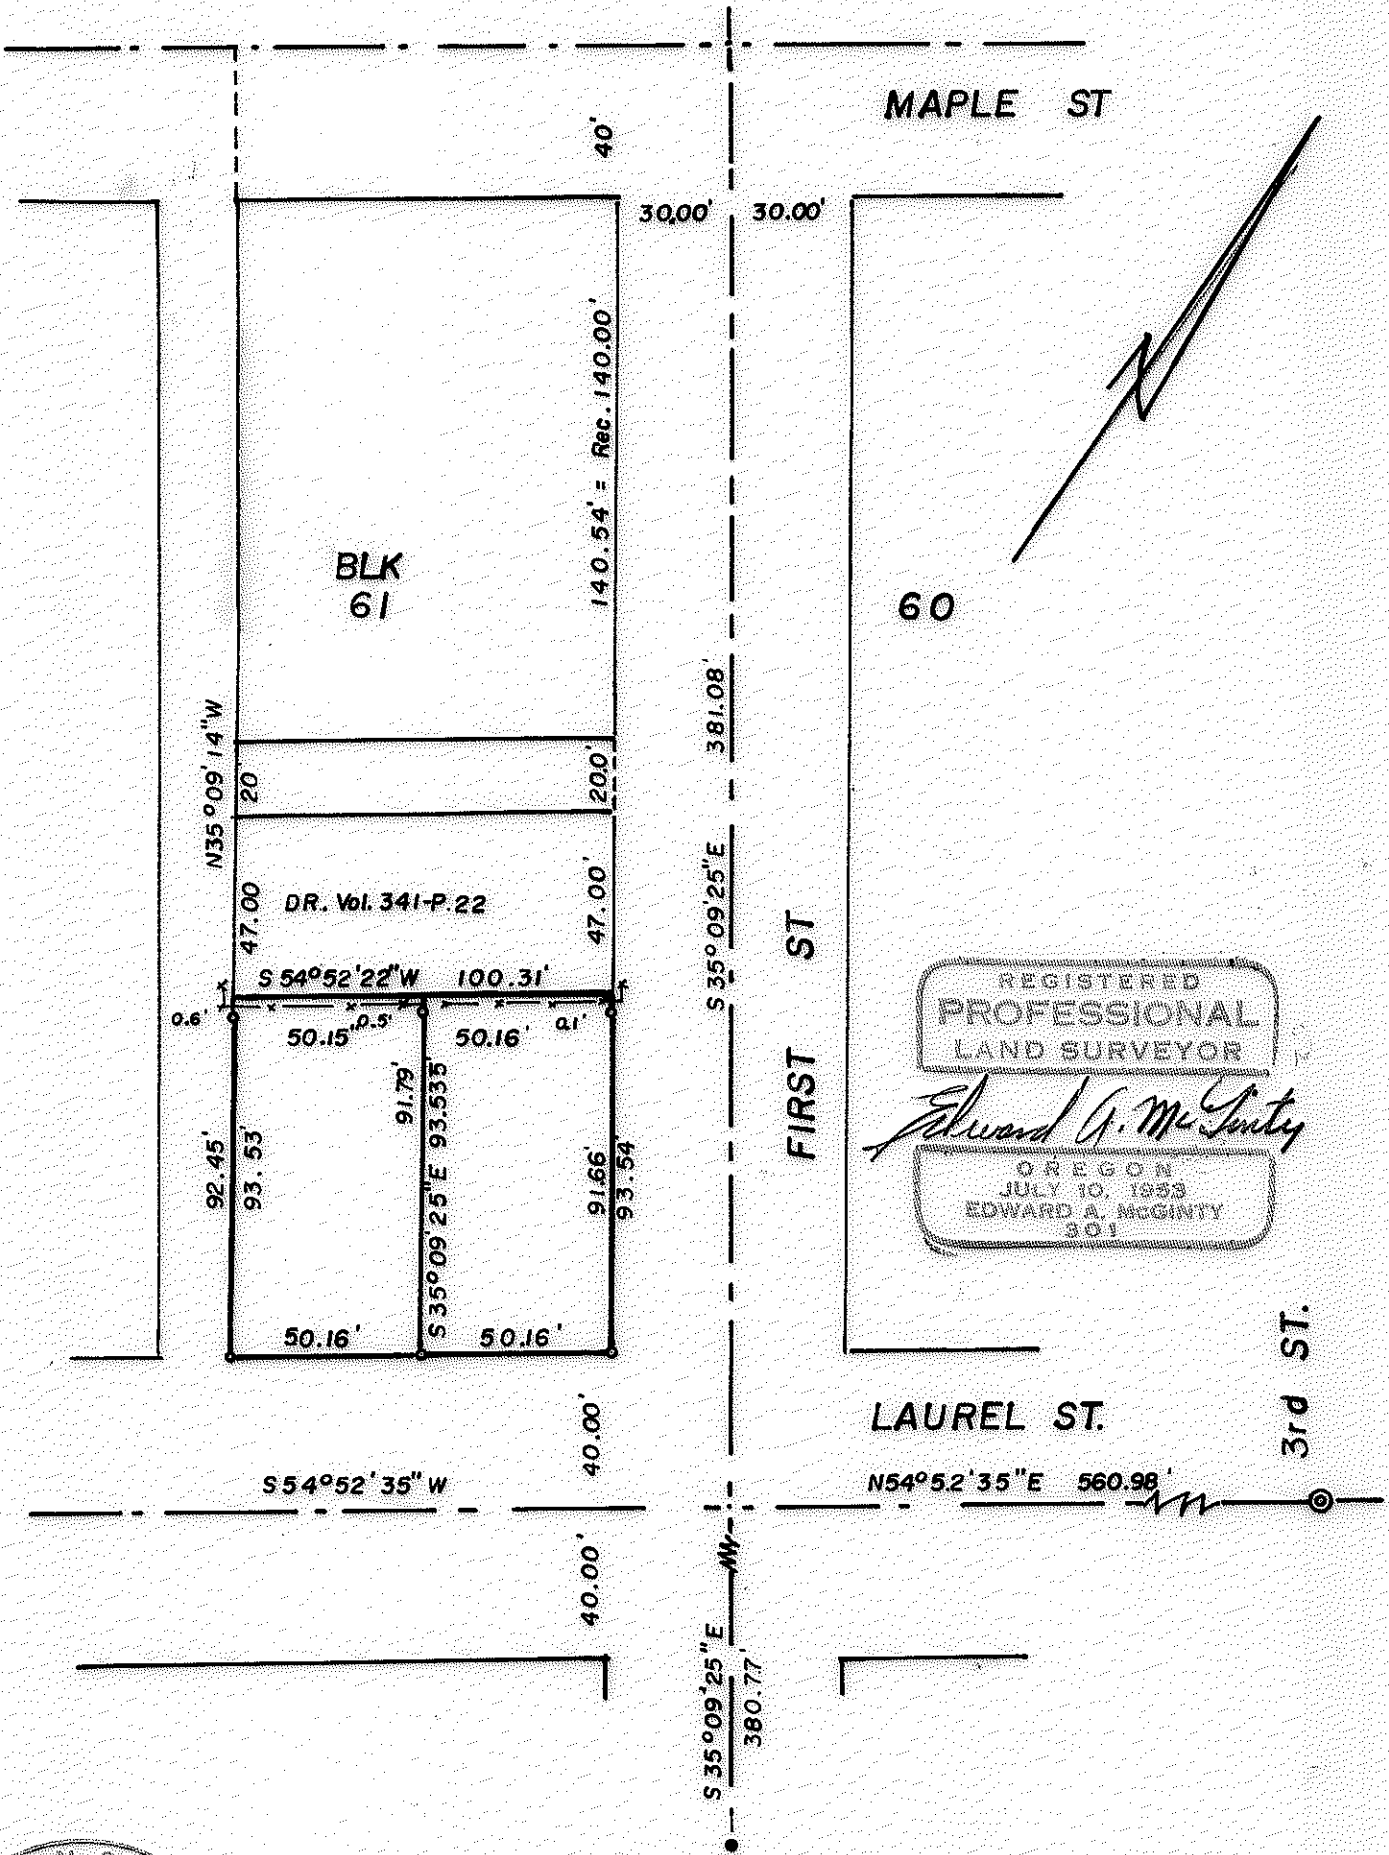 MAPLE ST
40'
30.00' 30.00'
140.54' = Rec. 140.00'
BLK
61
60
381.08'
N35°09'14"W
20'
20.0'
S 35°09'25"E
47.00
DR. Vol. 341-P. 22
47.00'
FIRST ST
S 54°52'22"W 100.31'
0.6'
0.5'
0.1'
50.15'
50.16'
REGISTERED
PROFESSIONAL
LAND SURVEYOR
Edward A. McGinty
OREGON
JULY 10, 1953
EDWARD A. McGINTY
301
92.45'
93.53'
91.79'
S 35°09'25"E 93.535'
91.66'
93.54'
50.16'
50.16'
3rd ST.
LAUREL ST.
40.00'
S 54°52'35"W
N54°52'35"E 560.98'
40.00'
S 35°09'25"E
380.77'